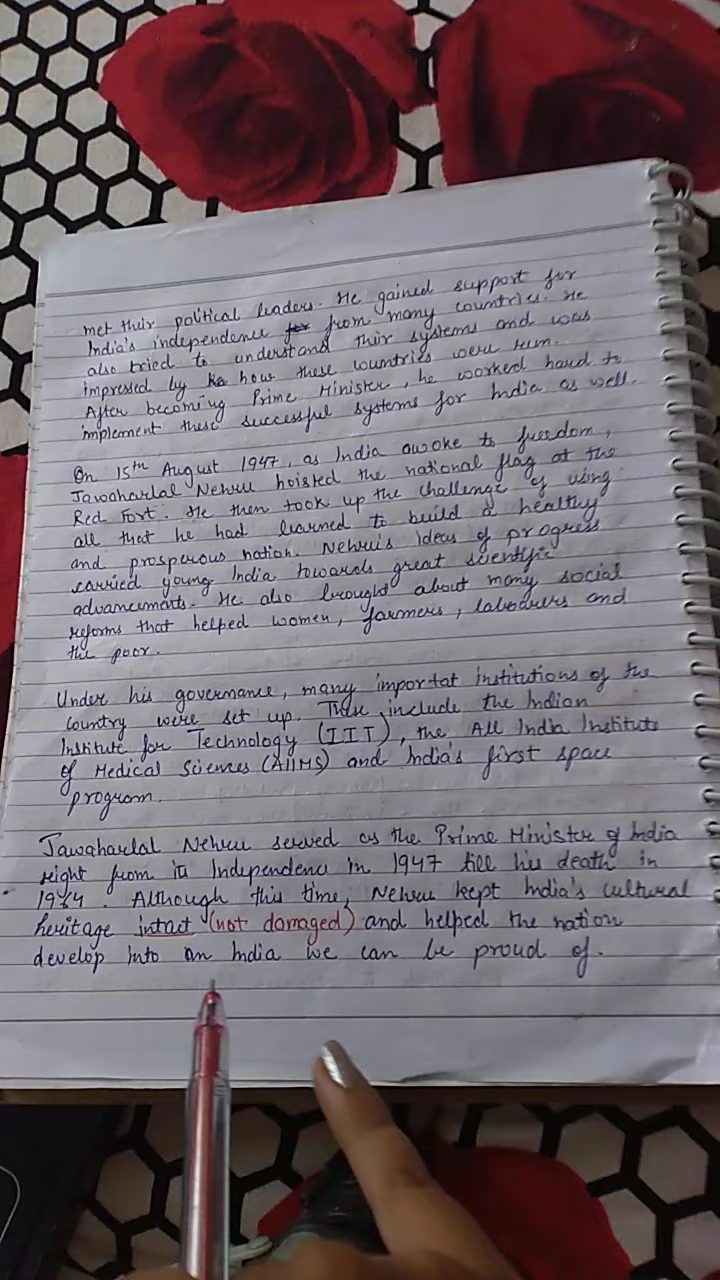 met their political leaders. He gained support for
India's independence for from many countries. He
also tried to understand their systems and was
impressed by ho how these countries were run.
After becoming Prime Minister, he worked hard to
implement these successful systems for India as well.
On 15th August 1947, as India awoke to freedom,
Jawaharlal Nehru hoisted the national flag at the
Red Fort. He then took up the challenge of using
all that he had learned to build a healthy
and prosperous nation. Nehru's ideas of progress
carried young India towards great scientific
advancements. He also brought about many social
reforms that helped women, farmers, labourers and
the poor.
Under his governance, many importat institutions of the
country were set up. These include the Indian
Institute for Technology (IIT), the All India Institute
of Medical Sciences (AIIMS) and India's first space
program.
Jawaharlal Nehru served as the Prime Minister of India
right from its Independence in 1947 till his death in
1964. Although this time, Nehru kept India's cultural
heritage intact (not damaged) and helped the nation
develop into an India we can be proud of.